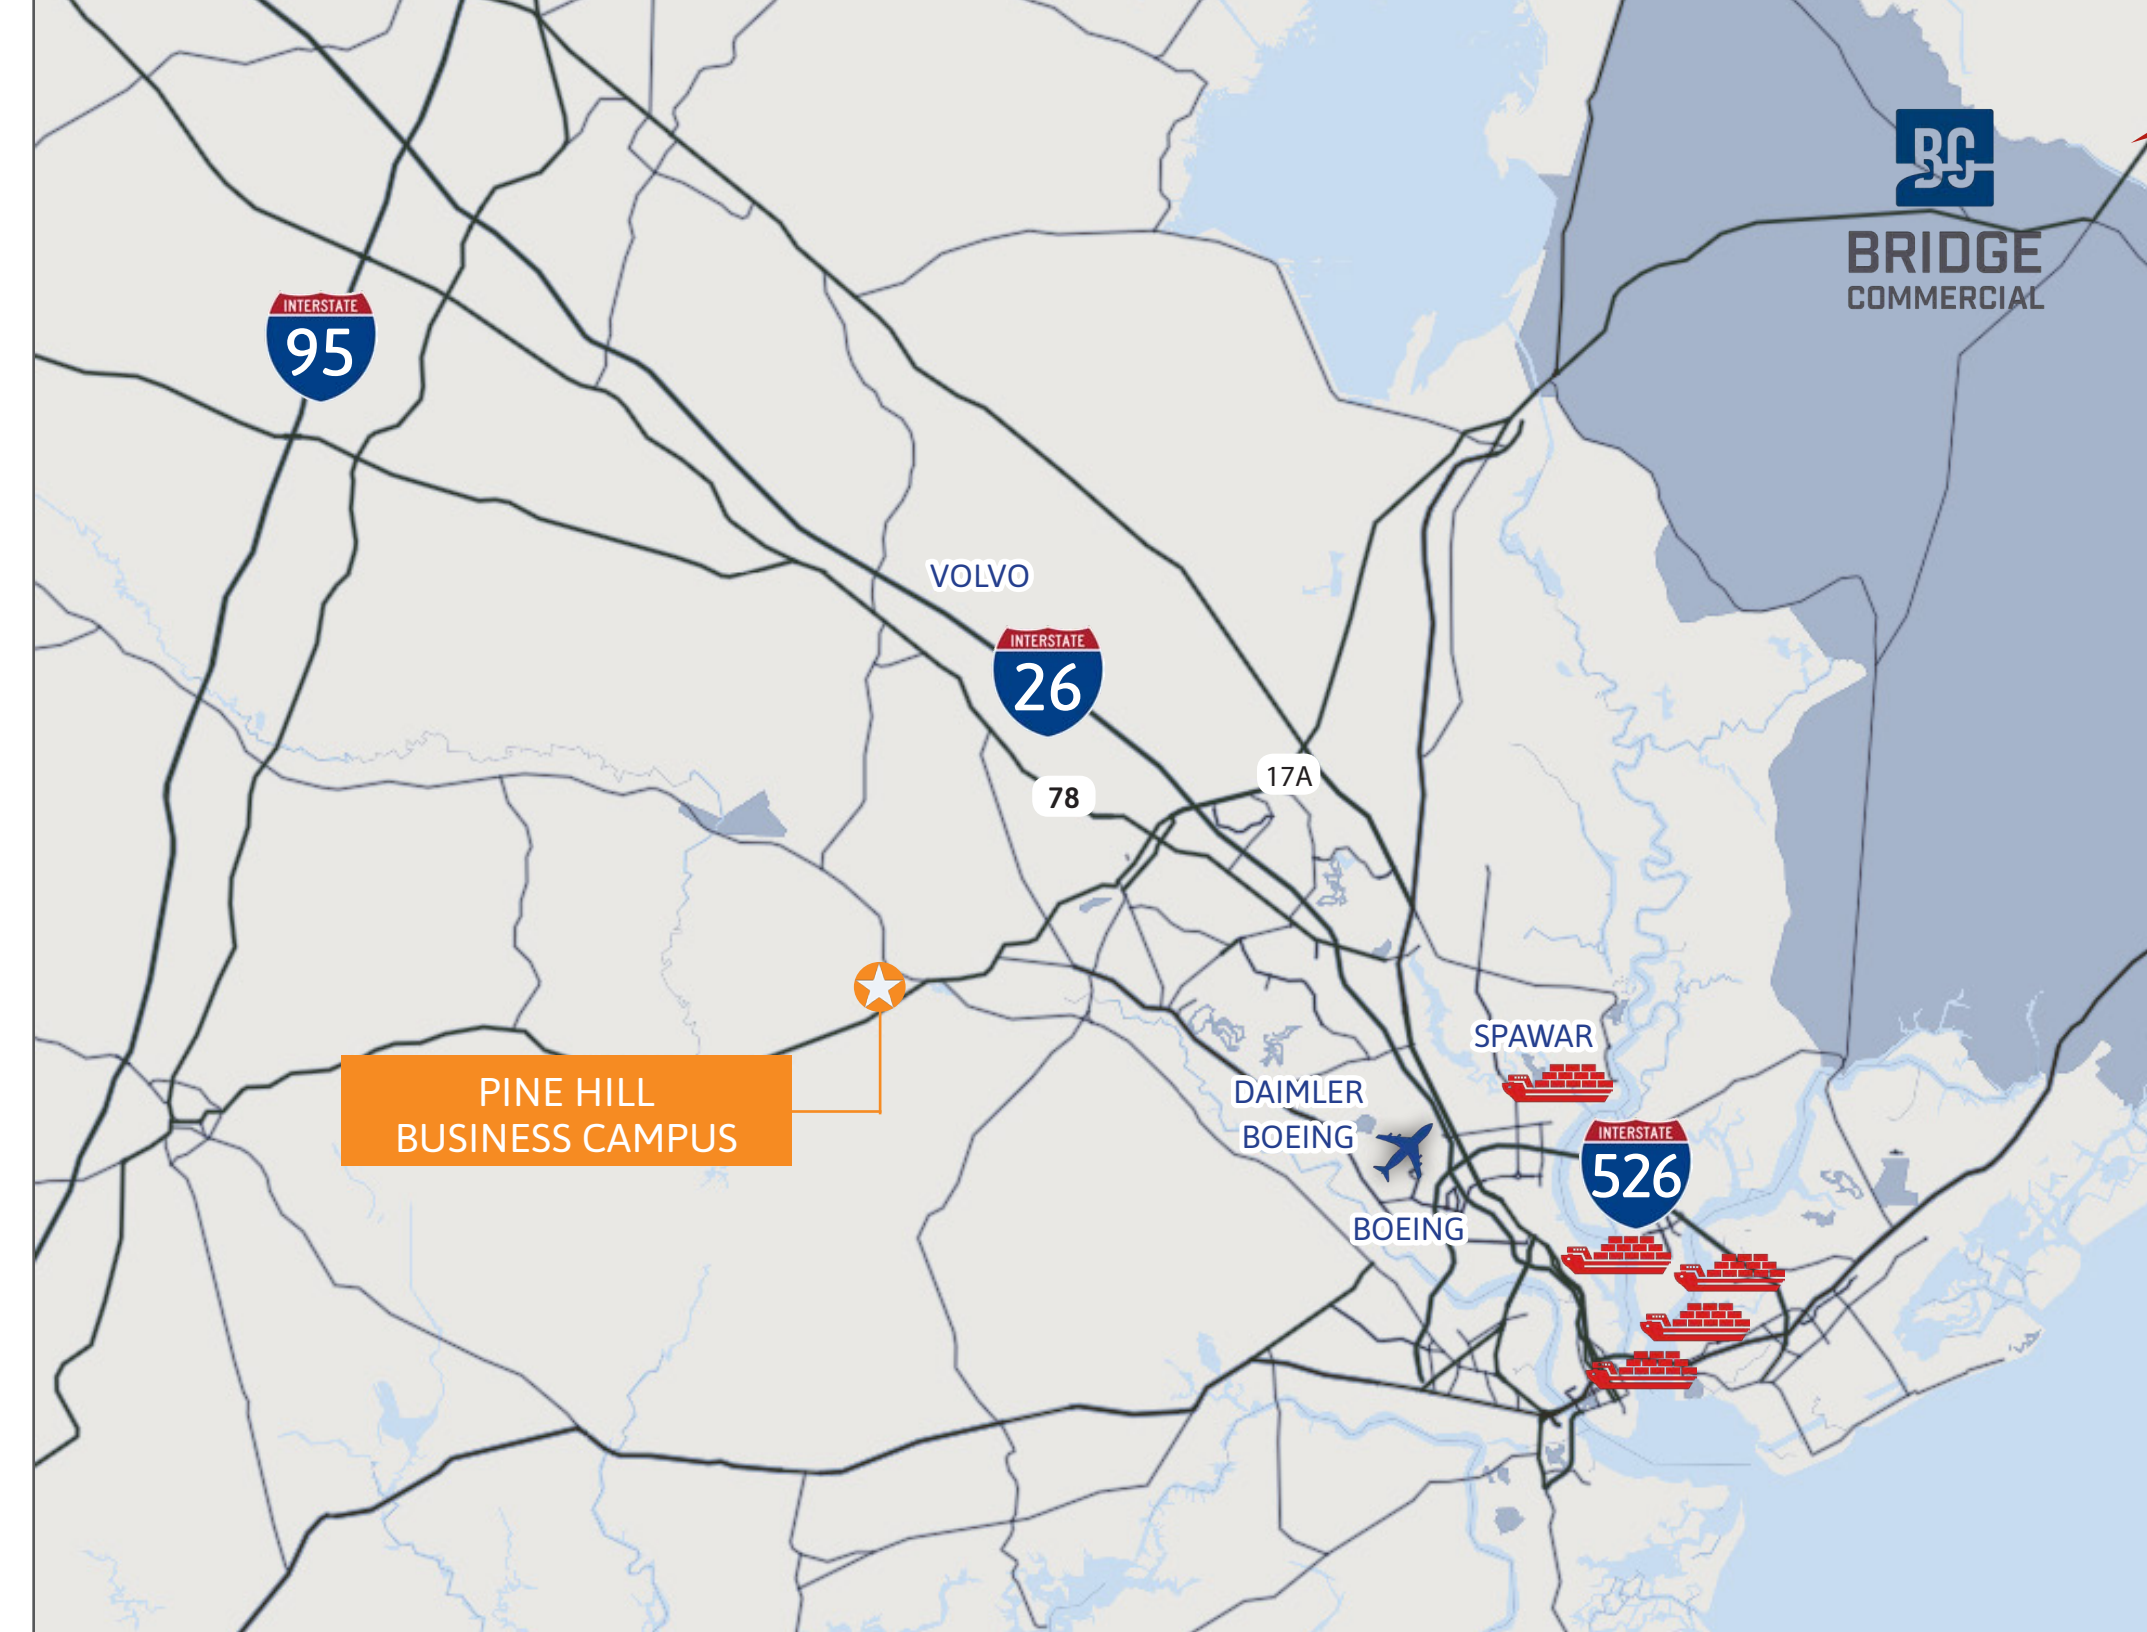 BC
BRIDGE
COMMERCIAL
INTERSTATE
95
VOLVO
INTERSTATE
26
17A
78
SPAWAR
PINE HILL
BUSINESS CAMPUS
DAIMLER
BOEING
INTERSTATE
526
BOEING